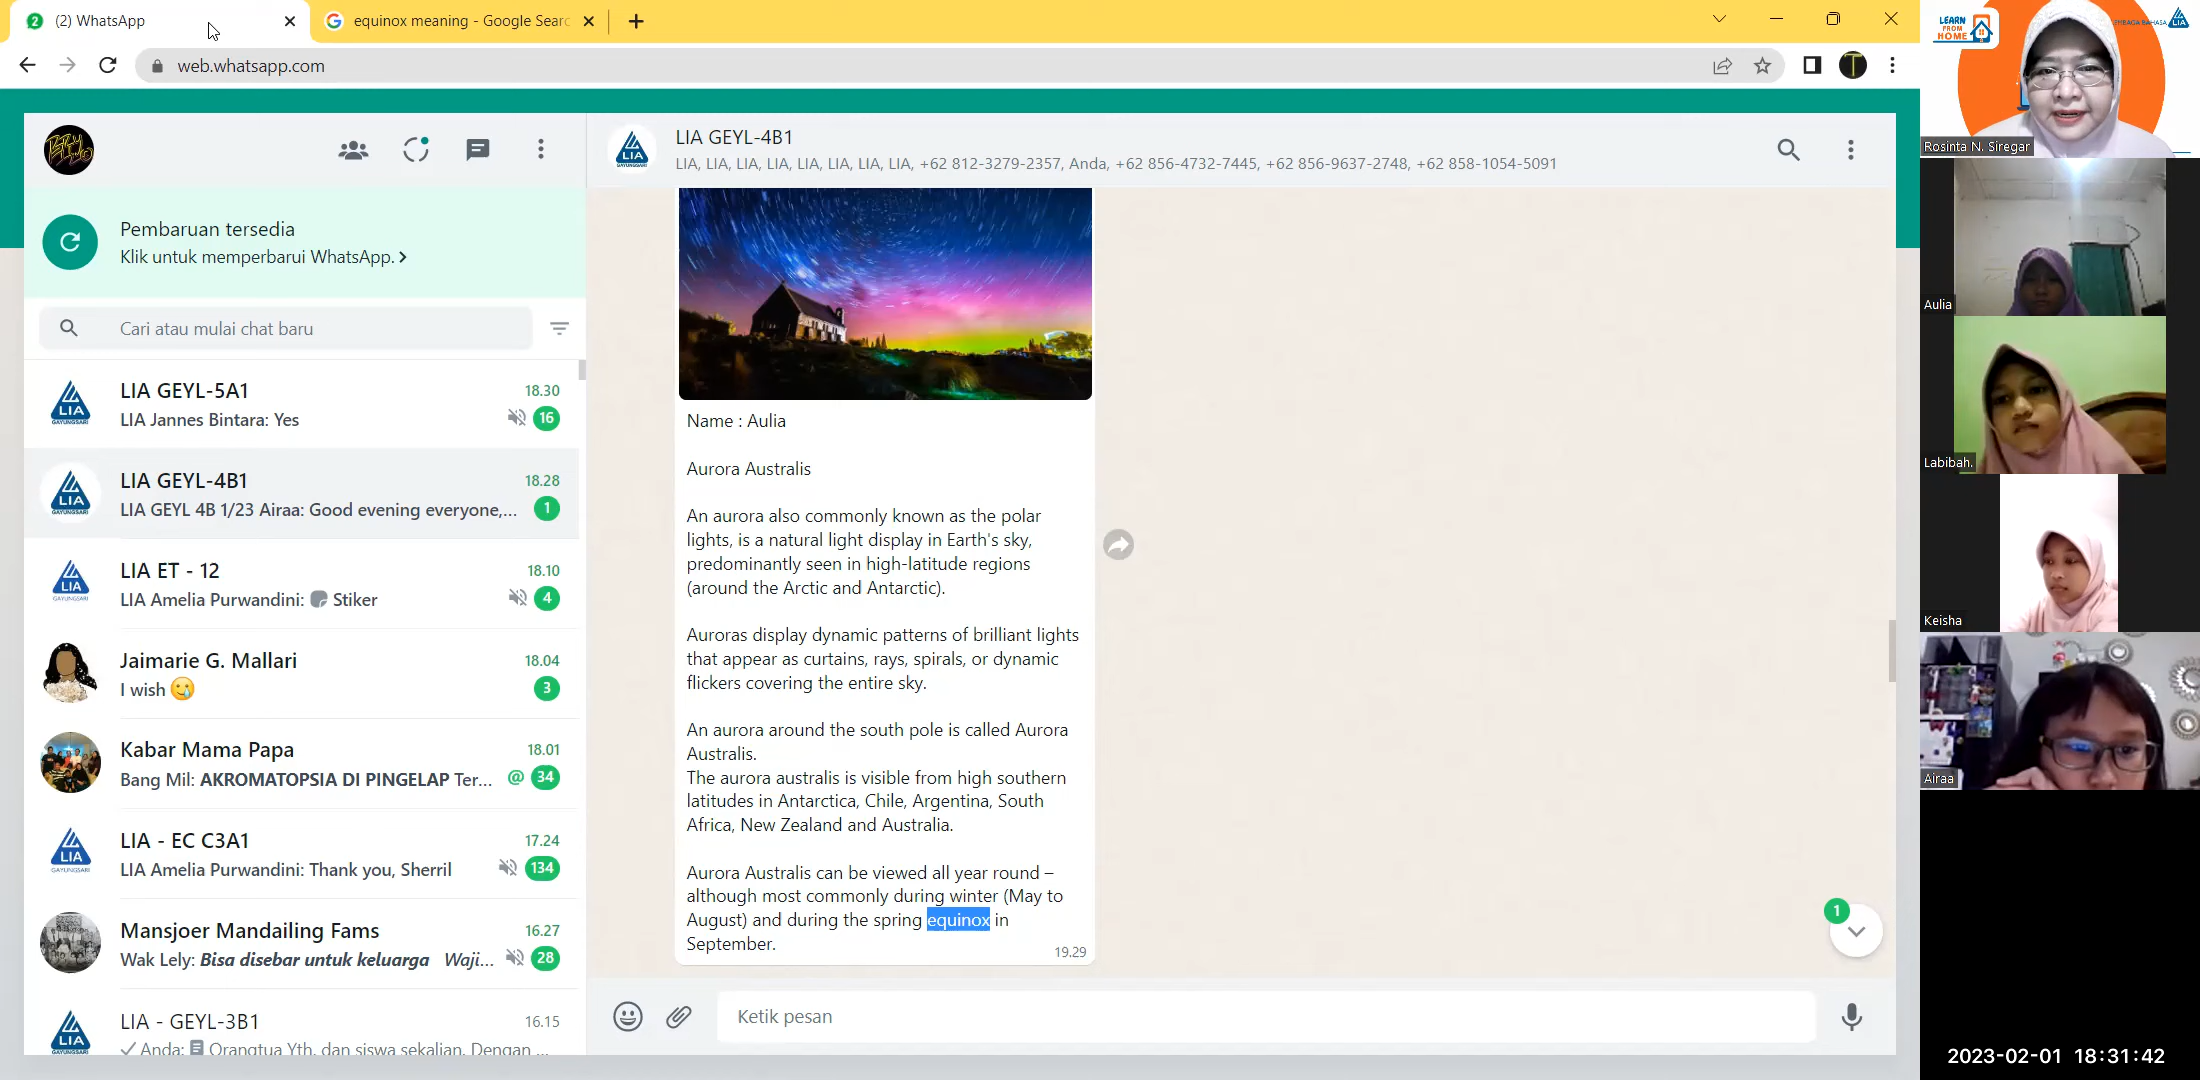 (2) WhatsApp
equinox meaning - Google Searc
web.whatsapp.com
Pembaruan tersedia
Klik untuk memperbarui WhatsApp.
Cari atau mulai chat baru
LIA GEYL-5A1
18.30
LIA Jannes Bintara: Yes
16
LIA GEYL-4B1
18.28
LIA GEYL 4B 1/23 Airaa: Good evening everyone,...
1
LIA ET - 12
18.10
LIA Amelia Purwandini: Stiker
4
Jaimarie G. Mallari
18.04
I wish 🥲
3
Kabar Mama Papa
18.01
Bang Mil: AKROMATOPSIA DI PINGELAP Ter...
@ 34
LIA - EC C3A1
17.24
LIA Amelia Purwandini: Thank you, Sherril
134
Mansjoer Mandailing Fams
16.27
Wak Lely: Bisa disebar untuk keluarga Waji...
28
LIA - GEYL-3B1
16.15
Anda: Orangtua Yth. dan siswa sekalian. Dengan ...
LIA GEYL-4B1
LIA, LIA, LIA, LIA, LIA, LIA, LIA, LIA, +62 812-3279-2357, Anda, +62 856-4732-7445, +62 856-9637-2748, +62 858-1054-5091
Name : Aulia
Aurora Australis
An aurora also commonly known as the polar
lights, is a natural light display in Earth's sky,
predominantly seen in high-latitude regions
(around the Arctic and Antarctic).
Auroras display dynamic patterns of brilliant lights
that appear as curtains, rays, spirals, or dynamic
flickers covering the entire sky.
An aurora around the south pole is called Aurora
Australis.
The aurora australis is visible from high southern
latitudes in Antarctica, Chile, Argentina, South
Africa, New Zealand and Australia.
Aurora Australis can be viewed all year round –
although most commonly during winter (May to
August) and during the spring equinox in
September.
19.29
1
Ketik pesan
LEARN
FROM
HOME
BAHASA LIA
Rosinta N. Siregar
Aulia
Labibah.
Keisha
Airaa
2023-02-01 18:31:42